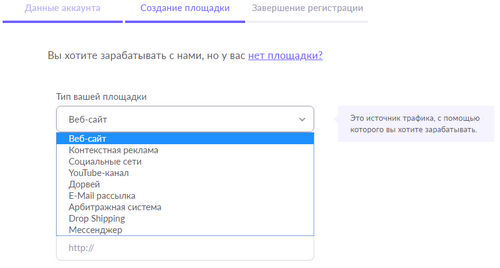 Данные аккаунта
Создание площадки
Завершение регистрации
Вы хотите зарабатывать с нами, но у вас нет площадки?
Тип вашей площадки
Веб-сайт
Это источник трафика, с помощью
которого вы хотите зарабатывать.
Веб-сайт
Контекстная реклама
Социальные сети
YouTube-канал
Дорвей
E-Mail рассылка
Арбитражная система
Drop Shipping
Мессенджер
http://